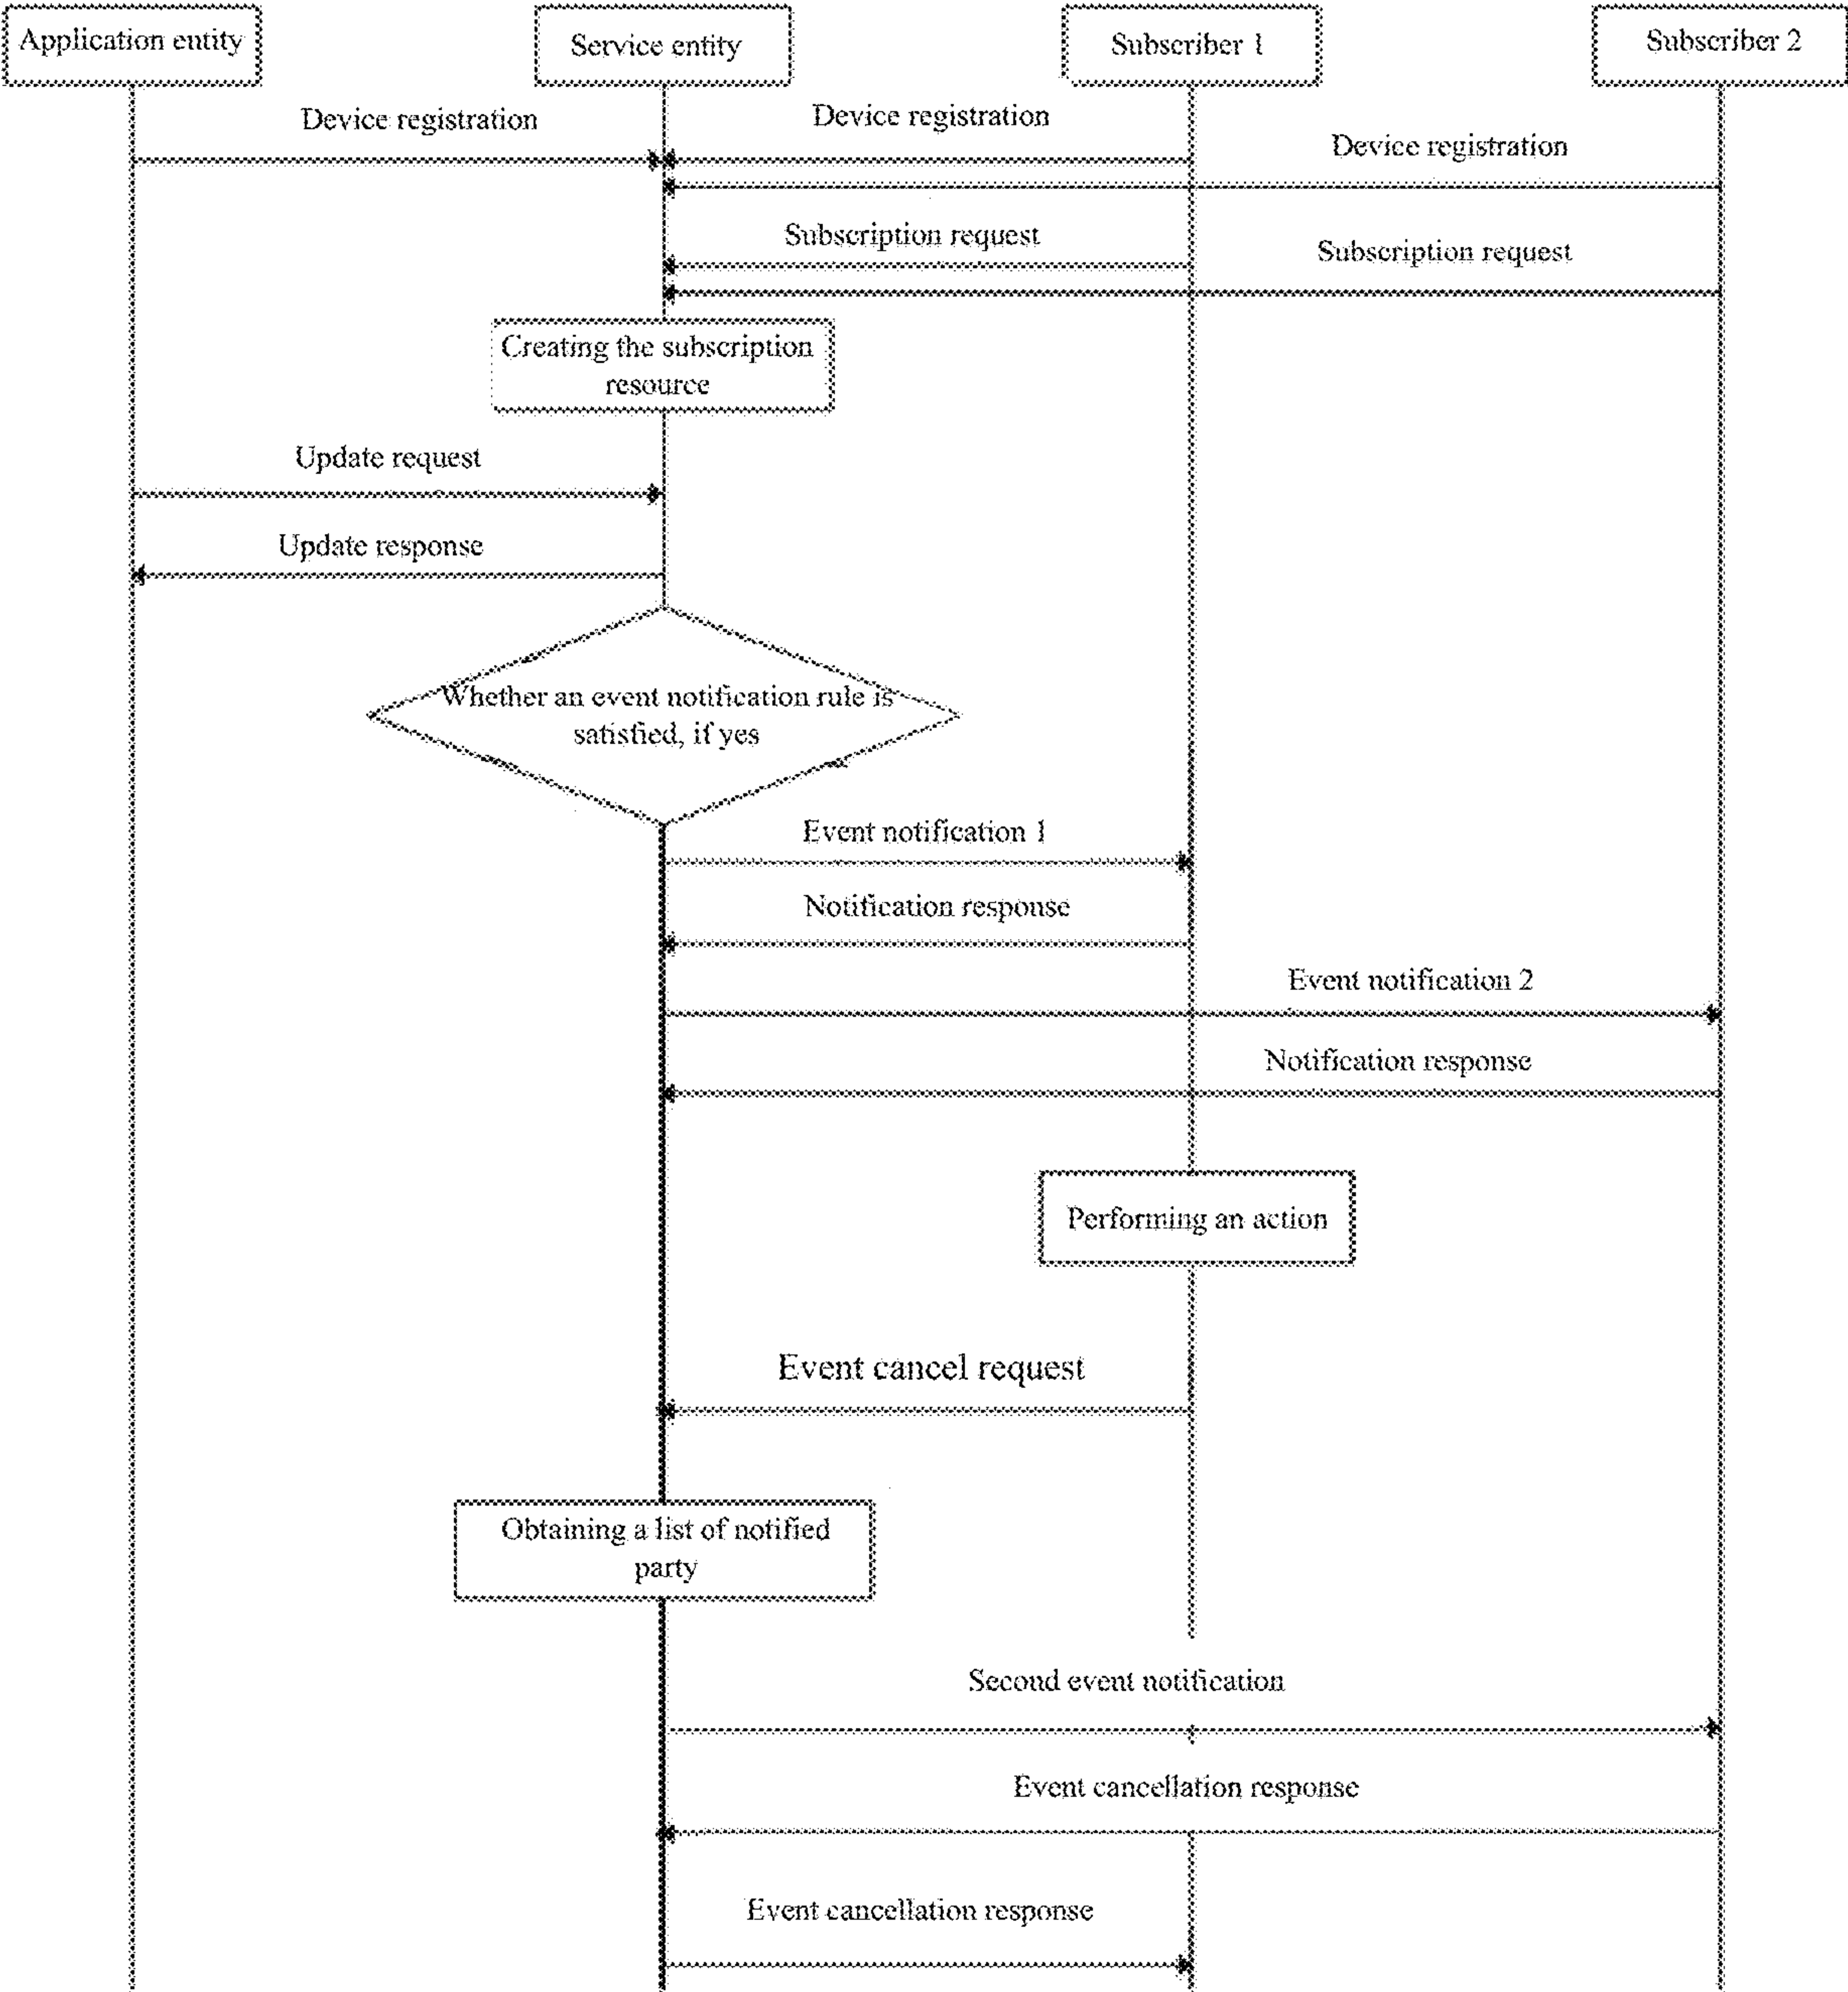 Application entity
Service entity
Subscriber 1
Subscriber 2
Device registration
Device registration
Device registration
Subscription request
Subscription request
Creating the subscription
resource
Update request
Update response
Whether an event notification rule is
satisfied, if yes
Event notification 1
Notification response
Event notification 2
Notification response
Performing an action
Event cancel request
Obtaining a list of notified
party
Second event notification
Event cancellation response
Event cancellation response